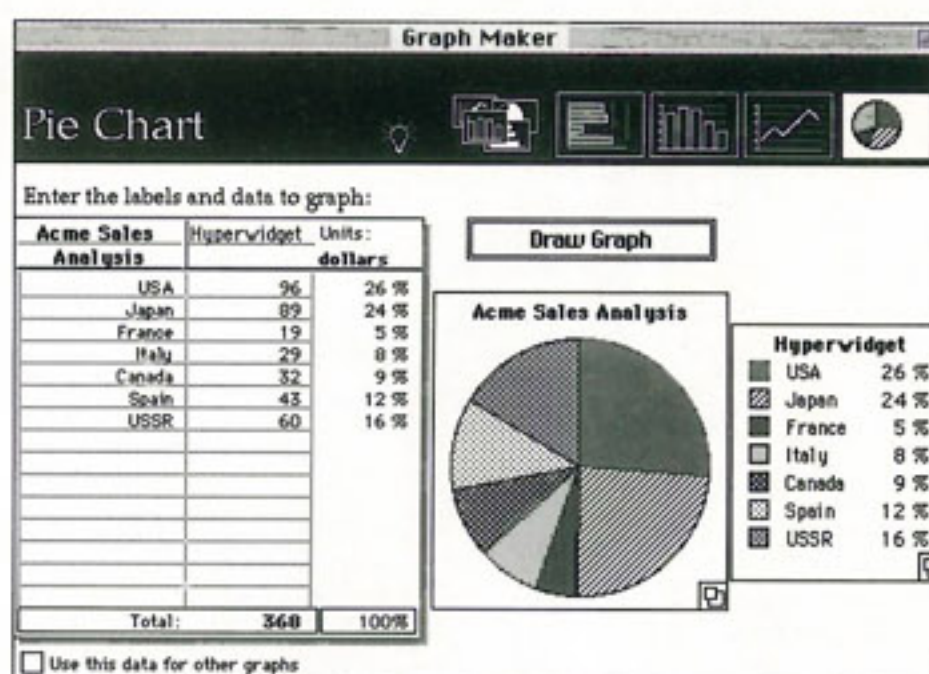 Graph Maker
Pie Chart
Enter the labels and data to graph:
Acme Sales Analysis Hyperwidget Units: dollars
USA 96 26 %
Japan 89 24 %
France 19 5 %
Italy 29 8 %
Canada 32 9 %
Spain 43 12 %
USSR 60 16 %
Total: 368 100%
Use this data for other graphs
Draw Graph
Acme Sales Analysis
Hyperwidget
USA 26 %
Japan 24 %
France 5 %
Italy 8 %
Canada 9 %
Spain 12 %
USSR 16 %